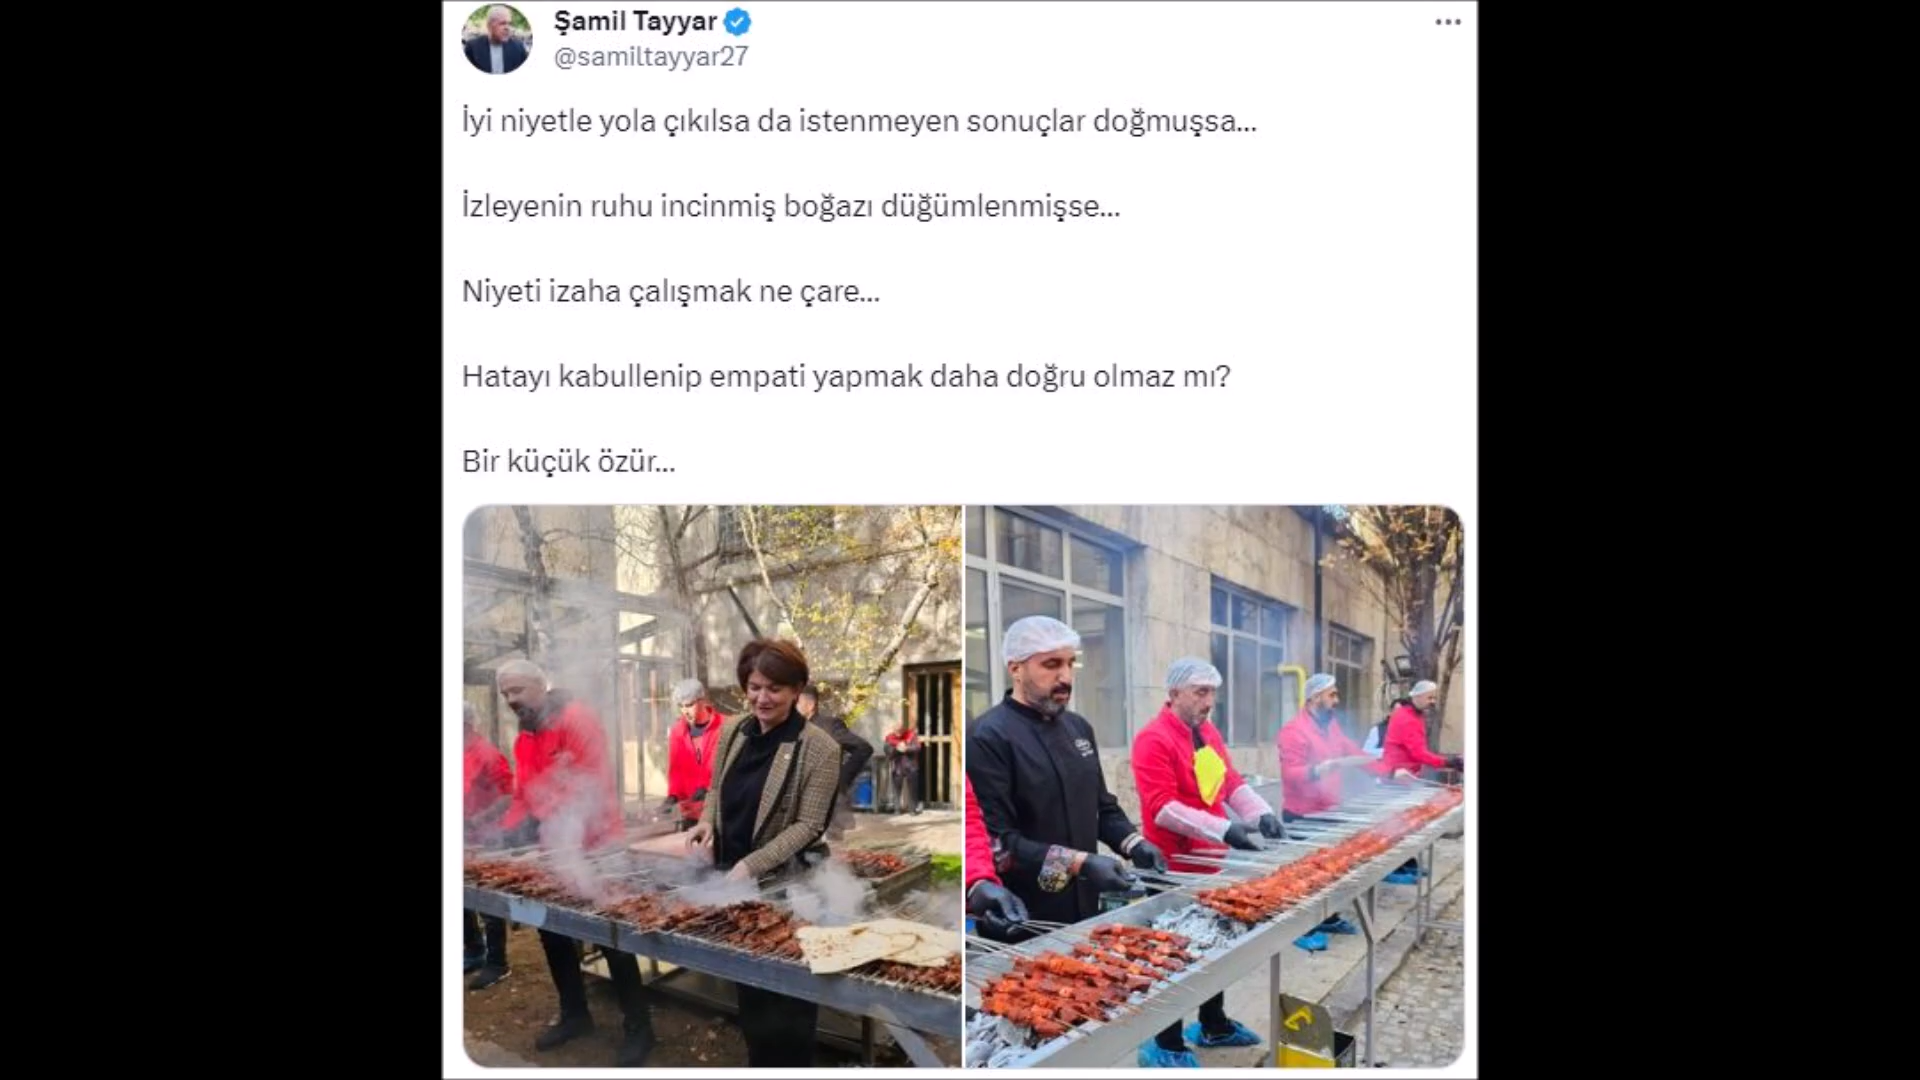 Şamil Tayyar
@samiltayyar27
İyi niyetle yola çıkılsa da istenmeyen sonuçlar doğmuşsa...
İzleyenin ruhu incinmiş boğazı düğümlenmişse...
Niyeti izaha çalışmak ne çare...
Hatayı kabullenip empati yapmak daha doğru olmaz mı?
Bir küçük özür...